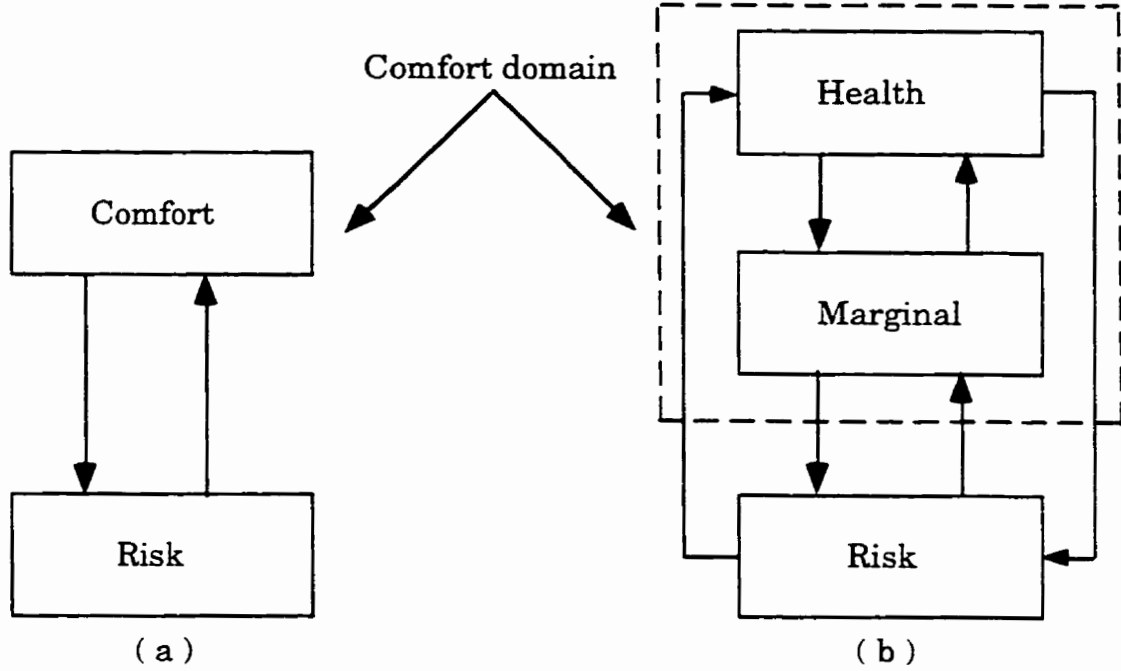 Comfort domain
Comfort
Risk
( a )
Health
Marginal
Risk
( b )